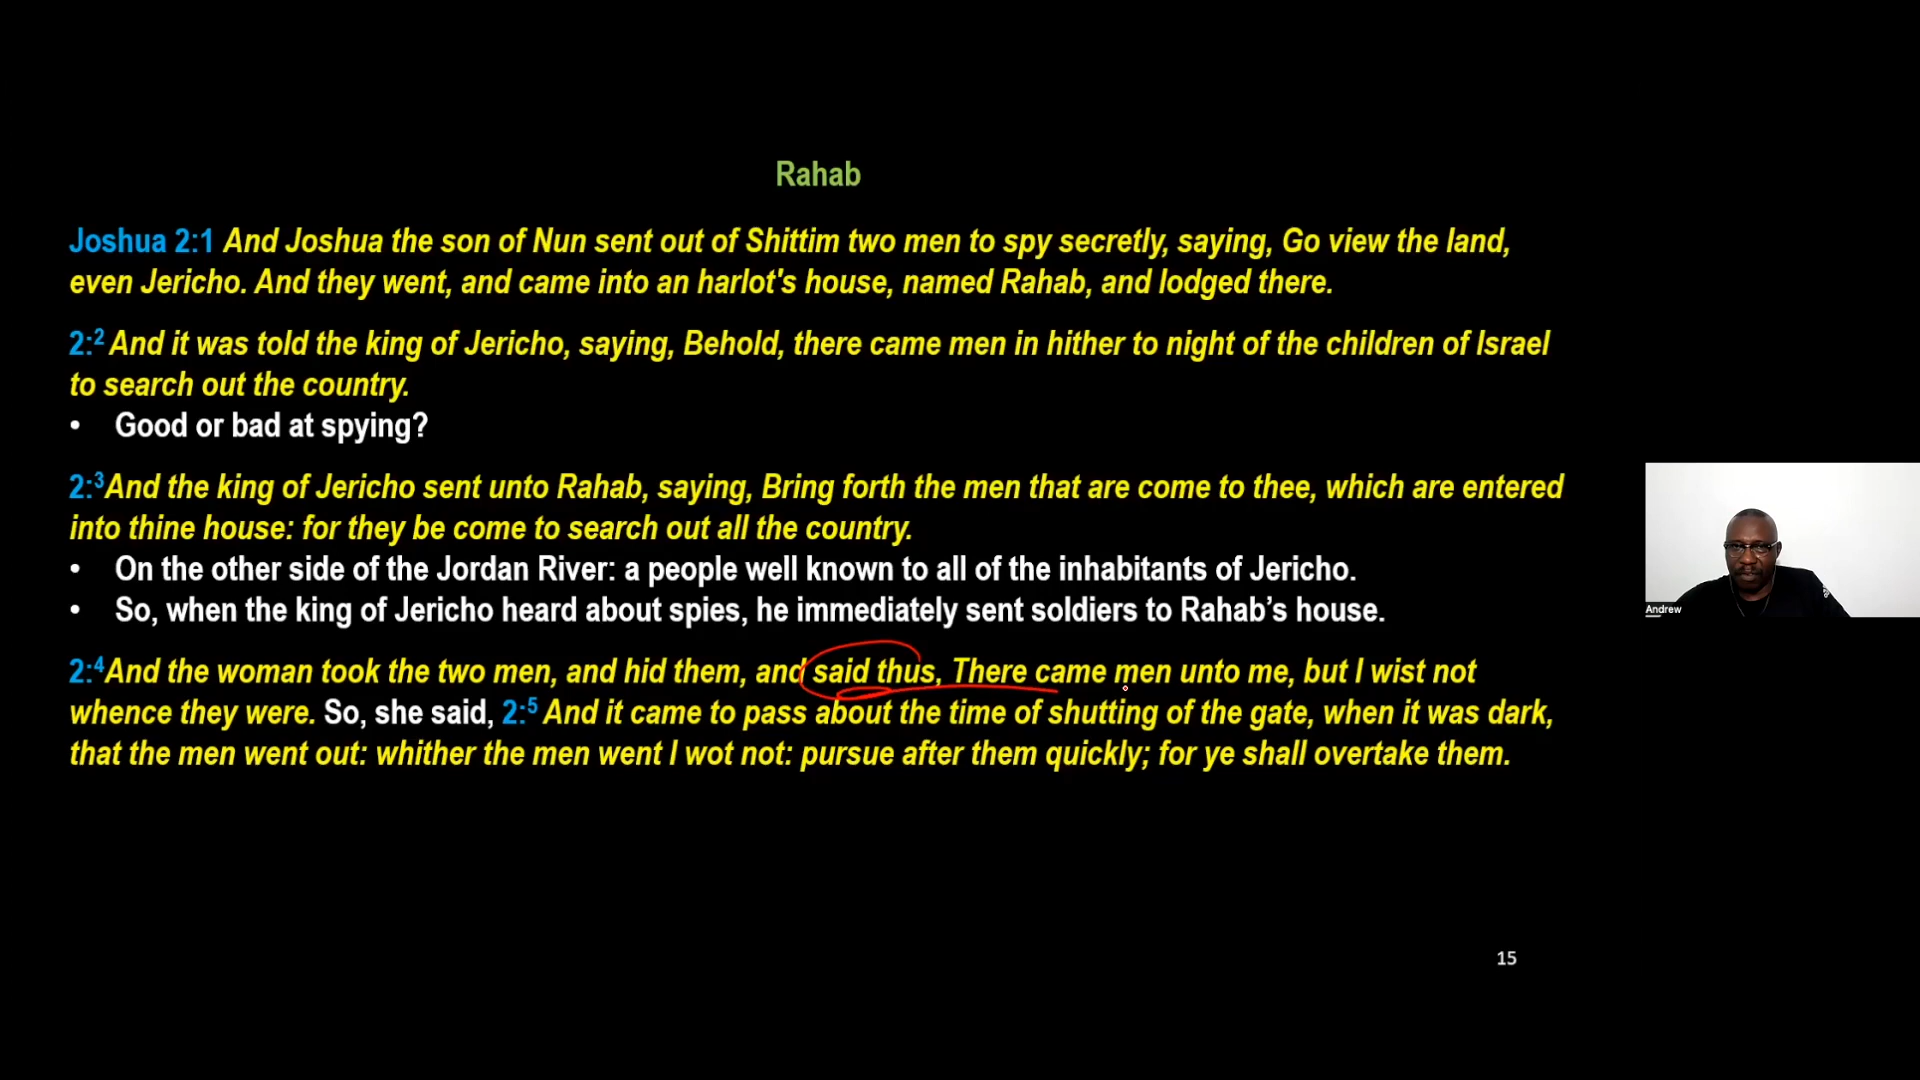 Rahab
Joshua 2:1 And Joshua the son of Nun sent out of Shittim two men to spy secretly, saying, Go view the land,
even Jericho. And they went, and came into an harlot's house, named Rahab, and lodged there.
2:2 And it was told the king of Jericho, saying, Behold, there came men in hither to night of the children of Israel
to search out the country.
• Good or bad at spying?
2:3And the king of Jericho sent unto Rahab, saying, Bring forth the men that are come to thee, which are entered
into thine house: for they be come to search out all the country.
• On the other side of the Jordan River: a people well known to all of the inhabitants of Jericho.
• So, when the king of Jericho heard about spies, he immediately sent soldiers to Rahab’s house.
2:4And the woman took the two men, and hid them, and said thus, There came men unto me, but I wist not
whence they were. So, she said, 2:5 And it came to pass about the time of shutting of the gate, when it was dark,
that the men went out: whither the men went I wot not: pursue after them quickly; for ye shall overtake them.
Andrew
15